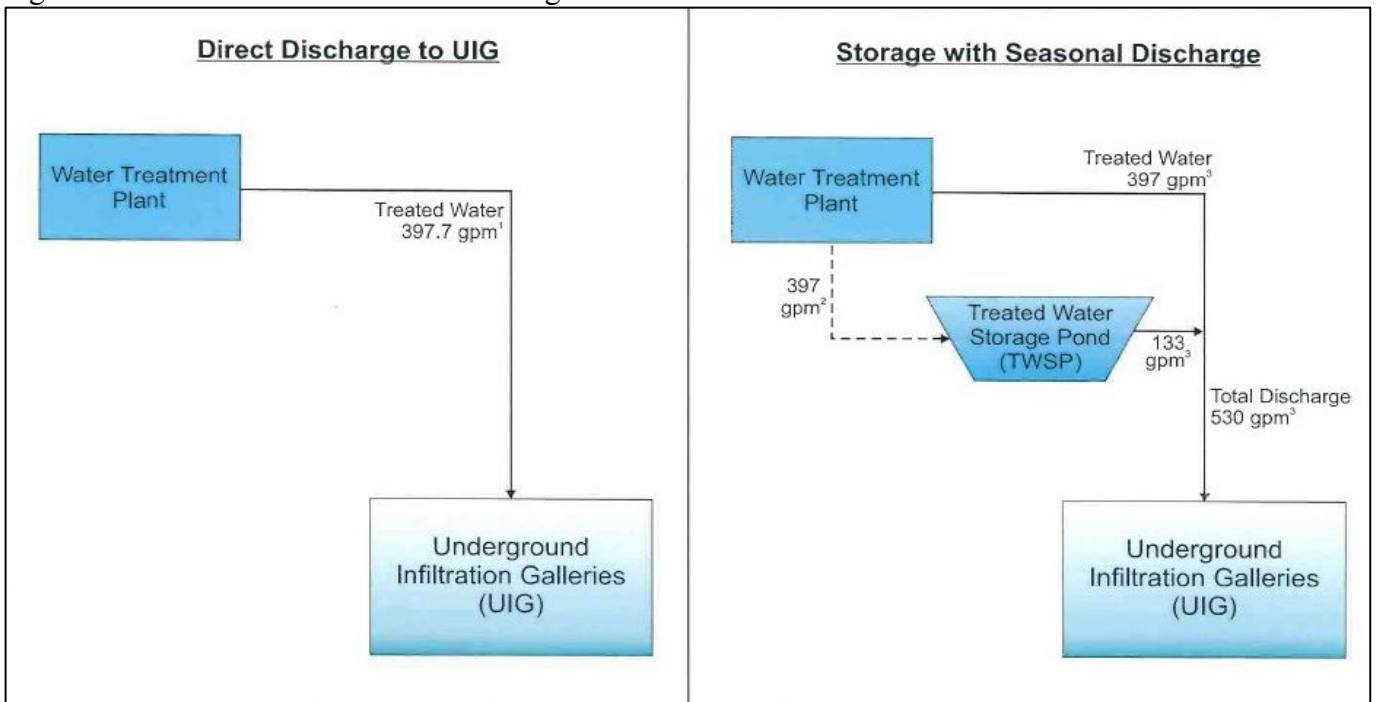 Direct Discharge to UIG
Water Treatment
Plant
Treated Water
397.7 gpm¹
Underground
Infiltration Galleries
(UIG)
Storage with Seasonal Discharge
Water Treatment
Plant
Treated Water
397 gpm³
397
gpm²
Treated Water
Storage Pond
(TWSP)
133
gpm³
Total Discharge
530 gpm³
Underground
Infiltration Galleries
(UIG)